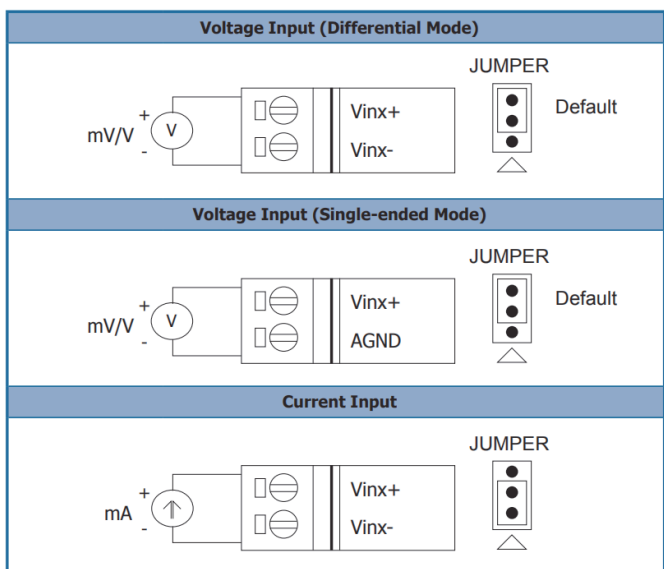 Voltage Input (Differential Mode)
JUMPER
mV/V
+
-
V
Vinx+
Vinx-
Default
Voltage Input (Single-ended Mode)
JUMPER
mV/V
+
-
V
Vinx+
AGND
Default
Current Input
JUMPER
mA
+
-
Vinx+
Vinx-